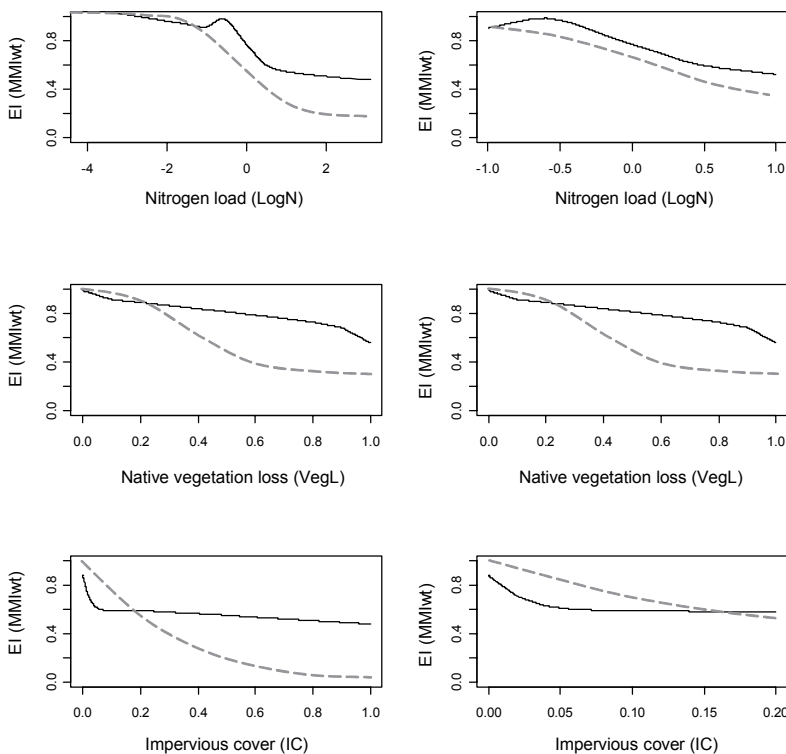 EI (MMIwt)
0.0 0.4 0.8
-4 -2 0 2
Nitrogen load (LogN)
EI (MMIwt)
0.0 0.4 0.8
-1.0 -0.5 0.0 0.5 1.0
Nitrogen load (LogN)
EI (MMIwt)
0.0 0.4 0.8
0.0 0.2 0.4 0.6 0.8 1.0
Native vegetation loss (VegL)
EI (MMIwt)
0.0 0.4 0.8
0.0 0.2 0.4 0.6 0.8 1.0
Native vegetation loss (VegL)
EI (MMIwt)
0.0 0.4 0.8
0.0 0.2 0.4 0.6 0.8 1.0
Impervious cover (IC)
EI (MMIwt)
0.0 0.4 0.8
0.00 0.05 0.10 0.15 0.20
Impervious cover (IC)